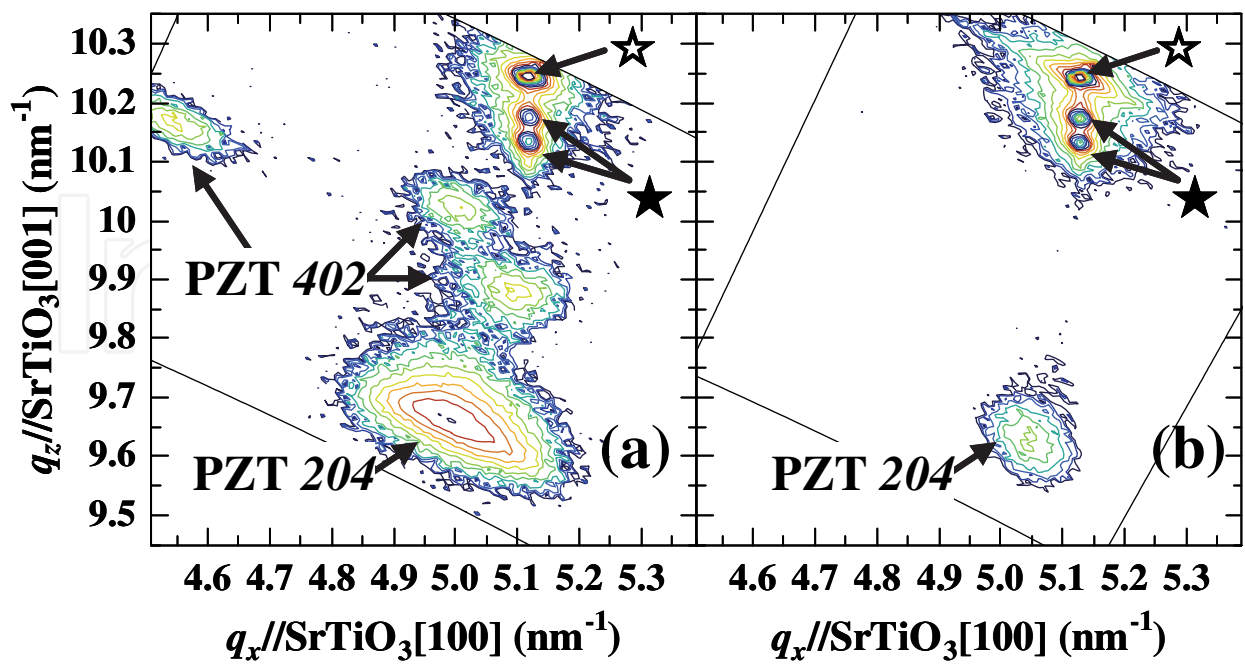 10.3
10.2
10.1
10
9.9
9.8
9.7
9.6
9.5
q_z//SrTiO₃[001] (nm⁻¹)
PZT 402
PZT 204
(a)
4.6 4.7 4.8 4.9 5.0 5.1 5.2 5.3
q_x//SrTiO₃[100] (nm⁻¹)
PZT 204
(b)
4.6 4.7 4.8 4.9 5.0 5.1 5.2 5.3
q_x//SrTiO₃[100] (nm⁻¹)